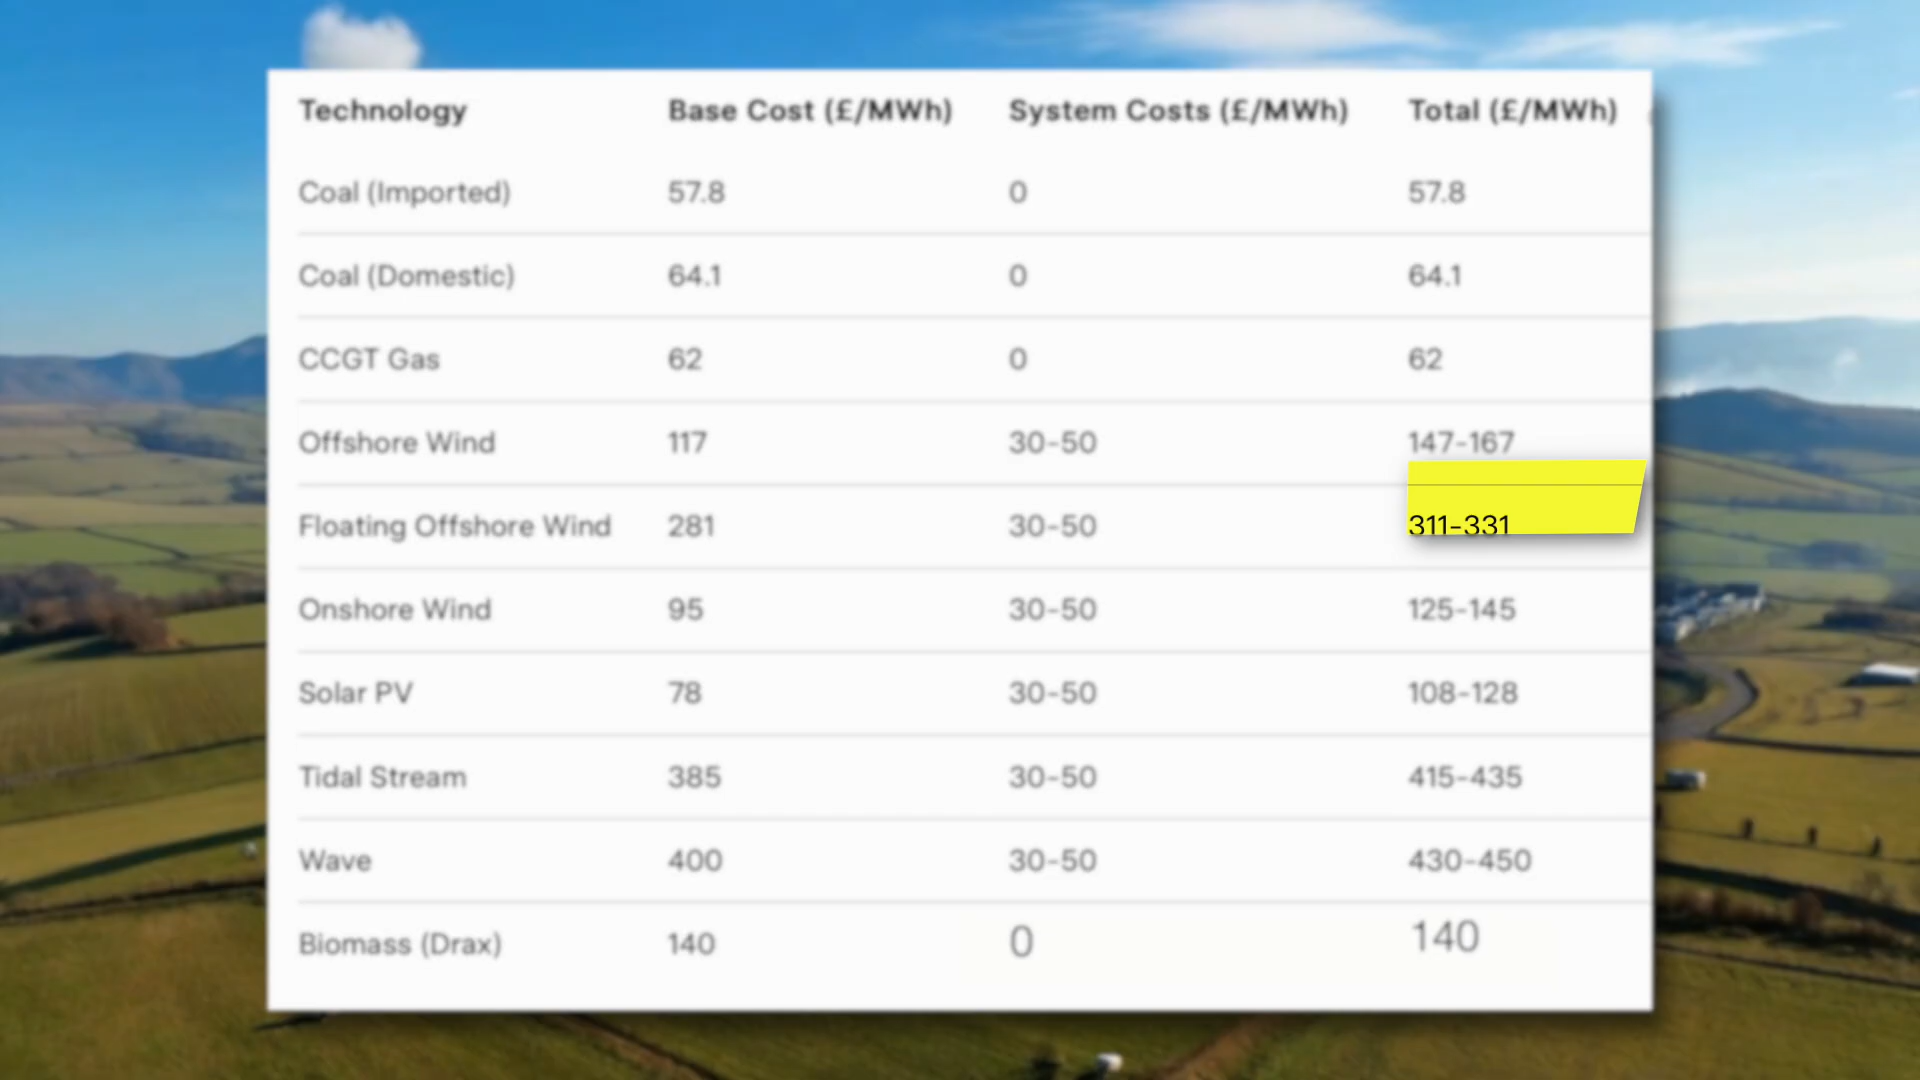 Technology Base Cost (£/MWh) System Costs (£/MWh) Total (£/MWh)
Coal (Imported) 57.8 0 57.8
Coal (Domestic) 64.1 0 64.1
CCGT Gas 62 0 62
Offshore Wind 117 30-50 147-167
Floating Offshore Wind 281 30-50 311-331
Onshore Wind 95 30-50 125-145
Solar PV 78 30-50 108-128
Tidal Stream 385 30-50 415-435
Wave 400 30-50 430-450
Biomass (Drax) 140 0 140